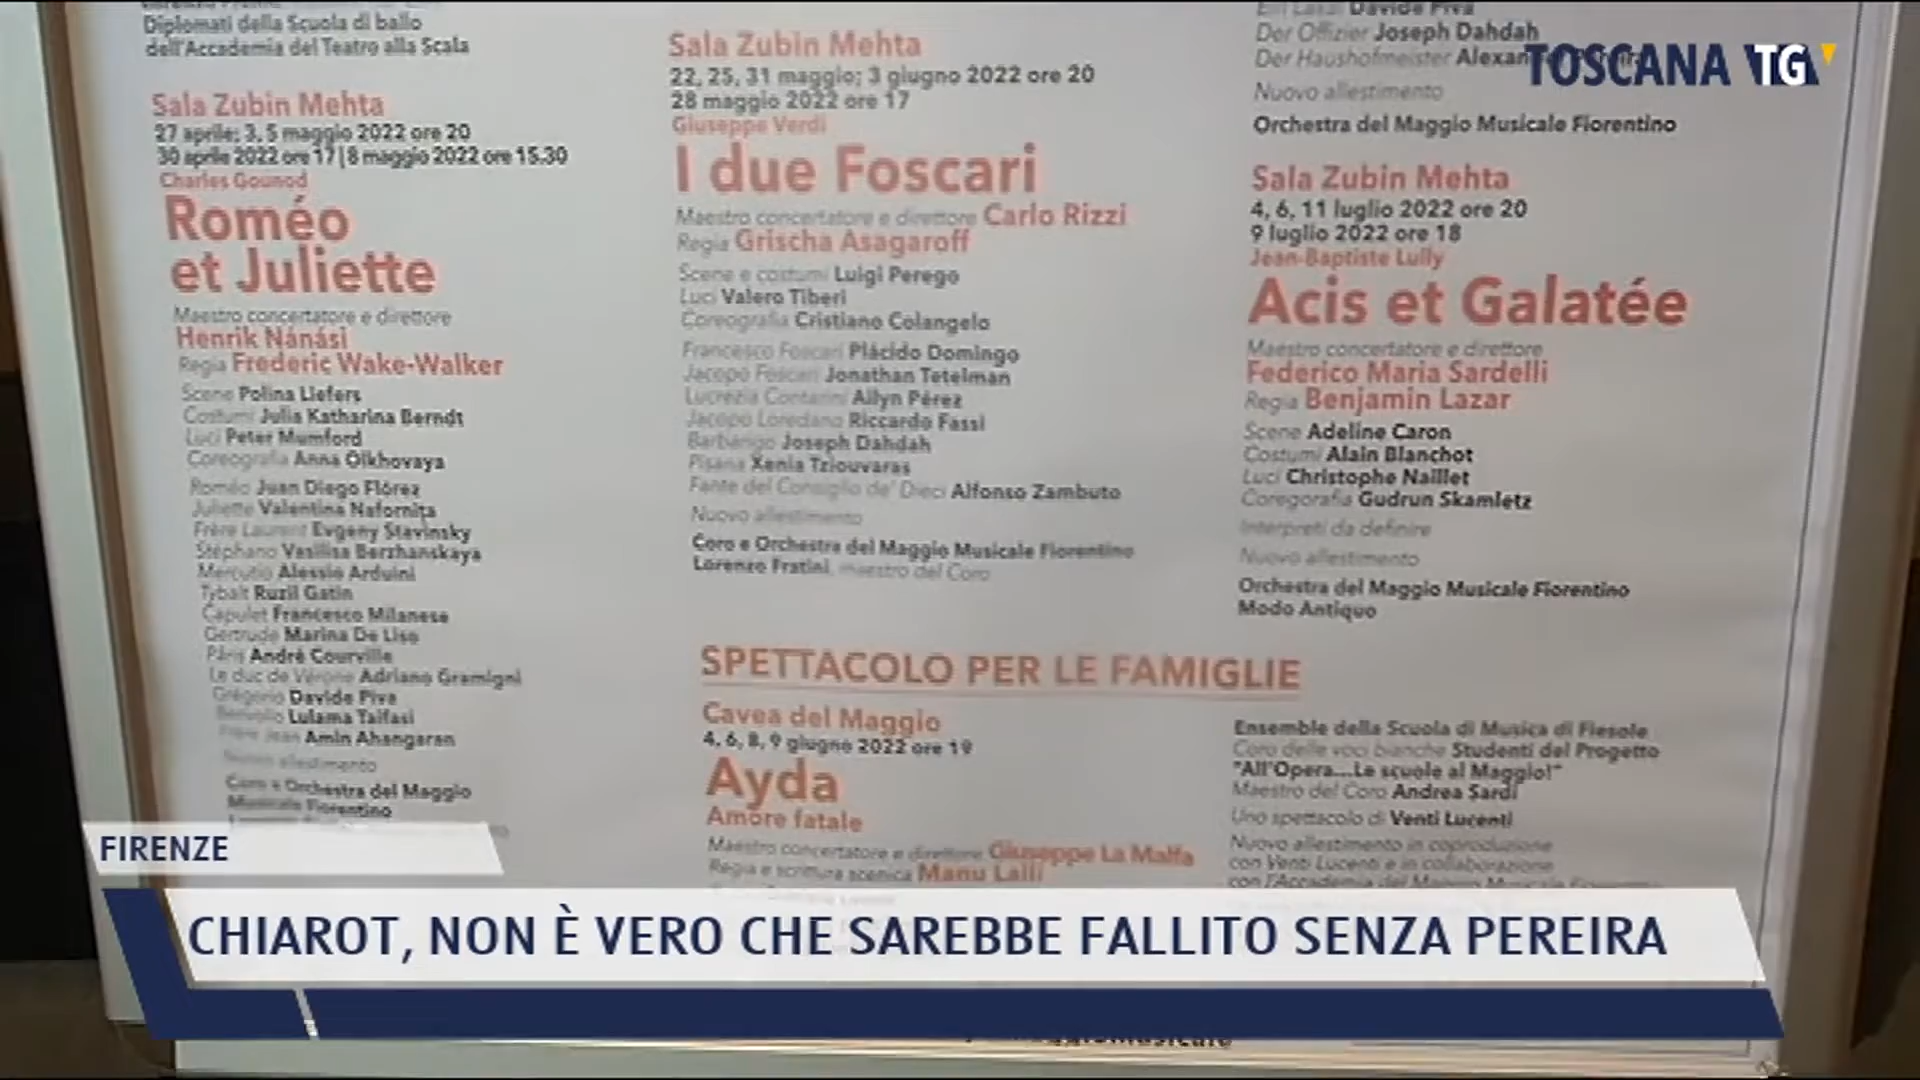 Diplomati della Scuola di ballo
dell'Accademia del Teatro alla Scala
Sala Zubin Mehta
27 aprile; 3, 5 maggio 2022 ore 20
30 aprile 2022 ore 17 | 8 maggio 2022 ore 15.30
Charles Gounod
Roméo
et Juliette
Maestro concertatore e direttore
Henrik Nánási
Regia Frederic Wake-Walker
Scene Polina Liefers
Costumi Julia Katharina Berndt
Luci Peter Mumford
Coreografia Anna Olkhovaya
Roméo Juan Diego Flórez
Juliette Valentina Naforniţa
Frère Laurent Evgeny Stavinsky
Stéphano Vasilisa Berzhanskaya
Mercutio Alessio Arduini
Tybalt Ruzil Gatin
Capulet Francesco Milanese
Gertrude Marina De Liso
Pâris André Courville
Le duc de Vérone Adriano Gramigni
Grégorio Davide Piva
Benvolio Lulama Taifasi
Frère Jean Amin Ahangaran
Nuovo allestimento
Coro e Orchestra del Maggio
Musicale Fiorentino
Sala Zubin Mehta
22, 25, 31 maggio; 3 giugno 2022 ore 20
28 maggio 2022 ore 17
Giuseppe Verdi
I due Foscari
Maestro concertatore e direttore Carlo Rizzi
Regia Grischa Asagaroff
Scene e costumi Luigi Perego
Luci Valero Tiberi
Coreografia Cristiano Colangelo
Francesco Foscari Plácido Domingo
Jacopo Foscari Jonathan Tetelman
Lucrezia Contarini Ailyn Pérez
Jacopo Loredano Riccardo Fassi
Barbarigo Joseph Dahdah
Pisana Xenia Tziouvaras
Fante del Consiglio de' Dieci Alfonso Zambuto
Nuovo allestimento
Coro e Orchestra del Maggio Musicale Fiorentino
Lorenzo Fratini, maestro del Coro
Davide Piva
Der Offizier Joseph Dahdah
Der Haushofmeister Alexander Pereira
Nuovo allestimento
Orchestra del Maggio Musicale Fiorentino
Sala Zubin Mehta
4, 6, 11 luglio 2022 ore 20
9 luglio 2022 ore 18
Jean-Baptiste Lully
Acis et Galatée
Maestro concertatore e direttore
Federico Maria Sardelli
Regia Benjamin Lazar
Scene Adeline Caron
Costumi Alain Blanchot
Luci Christophe Naillet
Coregorafia Gudrun Skamletz
Interpreti da definire
Nuovo allestimento
Orchestra del Maggio Musicale Fiorentino
Modo Antiquo
SPETTACOLO PER LE FAMIGLIE
Cavea del Maggio
4, 6, 8, 9 giugno 2022 ore 19
Ayda
Amore fatale
Maestro concertatore e direttore Giuseppe La Malfa
Regia e scrittura scenica Manu Lalli
Ensemble della Scuola di Musica di Fiesole
Coro delle voci bianche Studenti del Progetto
"All'Opera...Le scuole al Maggio!"
Maestro del Coro Andrea Sardi
Uno spettacolo di Venti Lucenti
Nuovo allestimento in coproduzione
con Venti Lucenti e in collaborazione
con l'Accademia del Maggio Musicale Fiorentino
TOSCANA TG
FIRENZE
CHIAROT, NON È VERO CHE SAREBBE FALLITO SENZA PEREIRA